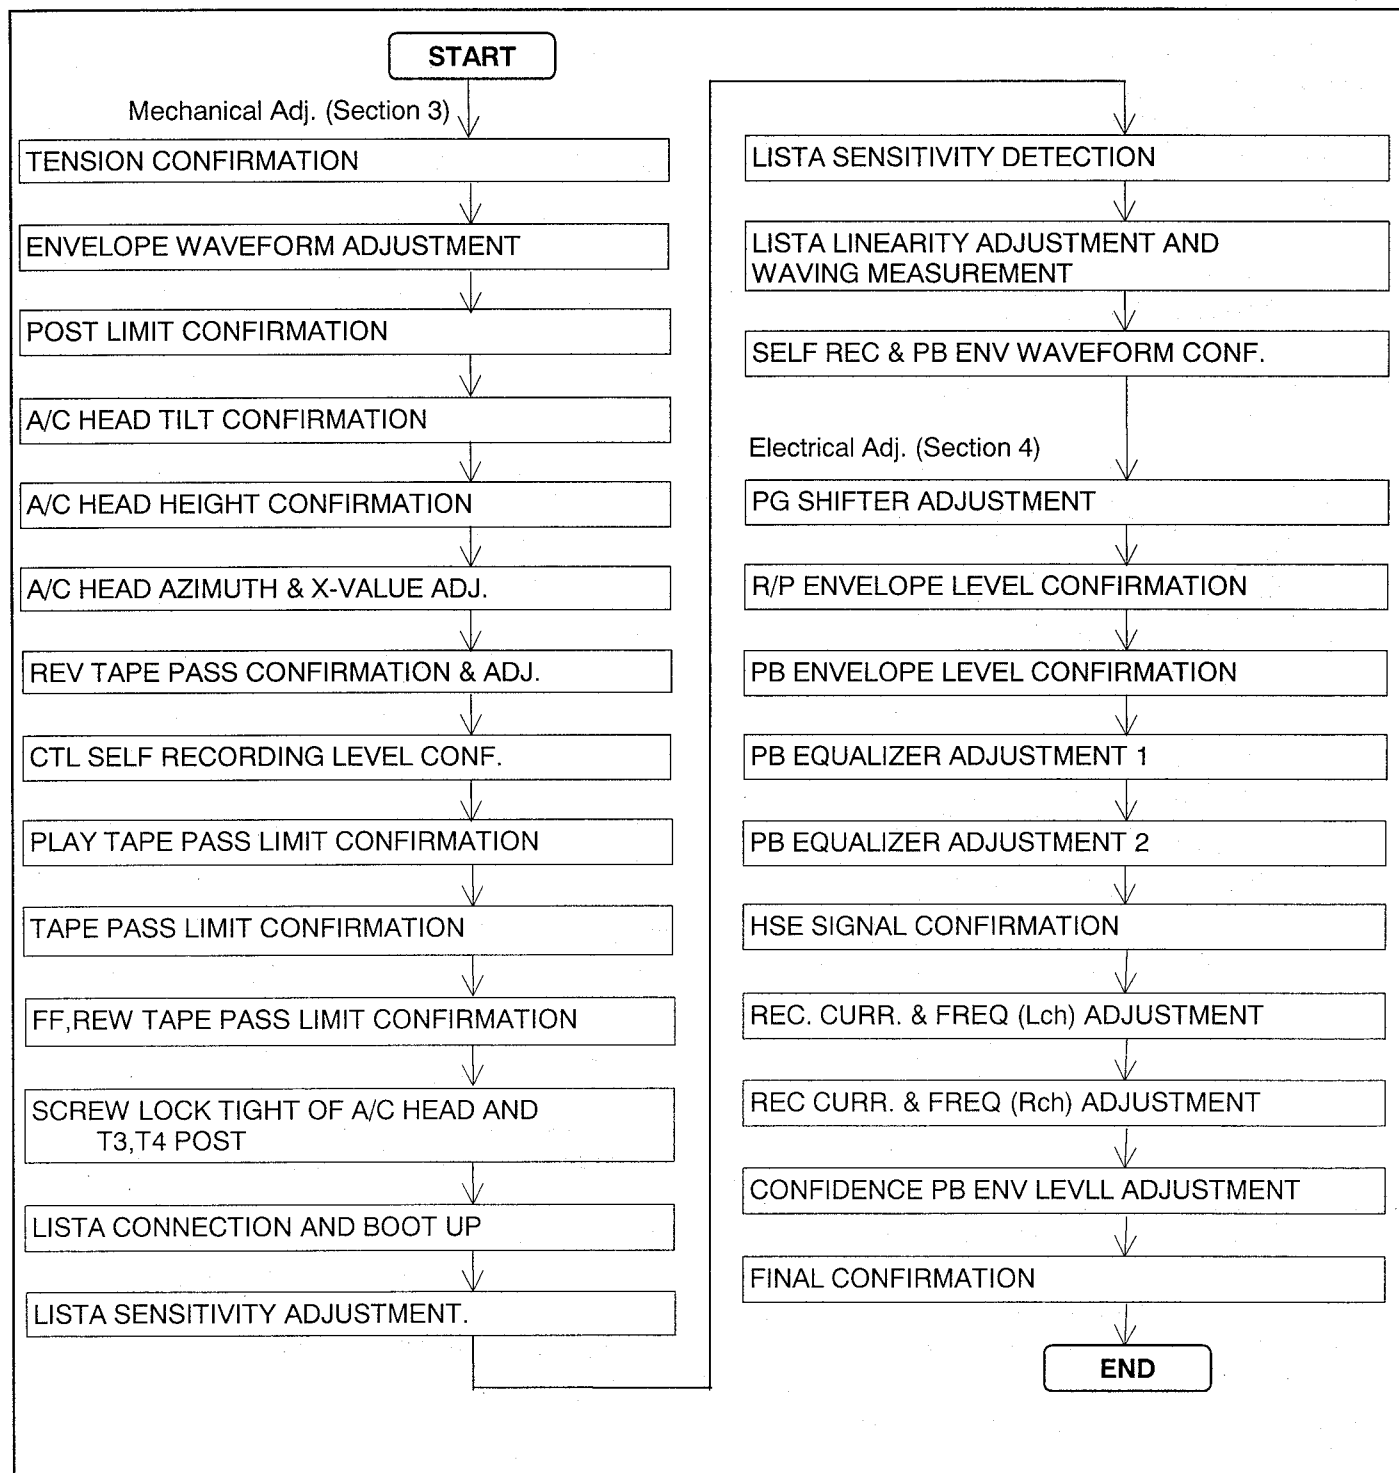 START
Mechanical Adj. (Section 3)
TENSION CONFIRMATION
ENVELOPE WAVEFORM ADJUSTMENT
POST LIMIT CONFIRMATION
A/C HEAD TILT CONFIRMATION
A/C HEAD HEIGHT CONFIRMATION
A/C HEAD AZIMUTH & X-VALUE ADJ.
REV TAPE PASS CONFIRMATION & ADJ.
CTL SELF RECORDING LEVEL CONF.
PLAY TAPE PASS LIMIT CONFIRMATION
TAPE PASS LIMIT CONFIRMATION
FF,REW TAPE PASS LIMIT CONFIRMATION
SCREW LOCK TIGHT OF A/C HEAD AND
T3,T4 POST
LISTA CONNECTION AND BOOT UP
LISTA SENSITIVITY ADJUSTMENT.
LISTA SENSITIVITY DETECTION
LISTA LINEARITY ADJUSTMENT AND
WAVING MEASUREMENT
SELF REC & PB ENV WAVEFORM CONF.
Electrical Adj. (Section 4)
PG SHIFTER ADJUSTMENT
R/P ENVELOPE LEVEL CONFIRMATION
PB ENVELOPE LEVEL CONFIRMATION
PB EQUALIZER ADJUSTMENT 1
PB EQUALIZER ADJUSTMENT 2
HSE SIGNAL CONFIRMATION
REC. CURR. & FREQ (Lch) ADJUSTMENT
REC CURR. & FREQ (Rch) ADJUSTMENT
CONFIDENCE PB ENV LEVLL ADJUSTMENT
FINAL CONFIRMATION
END